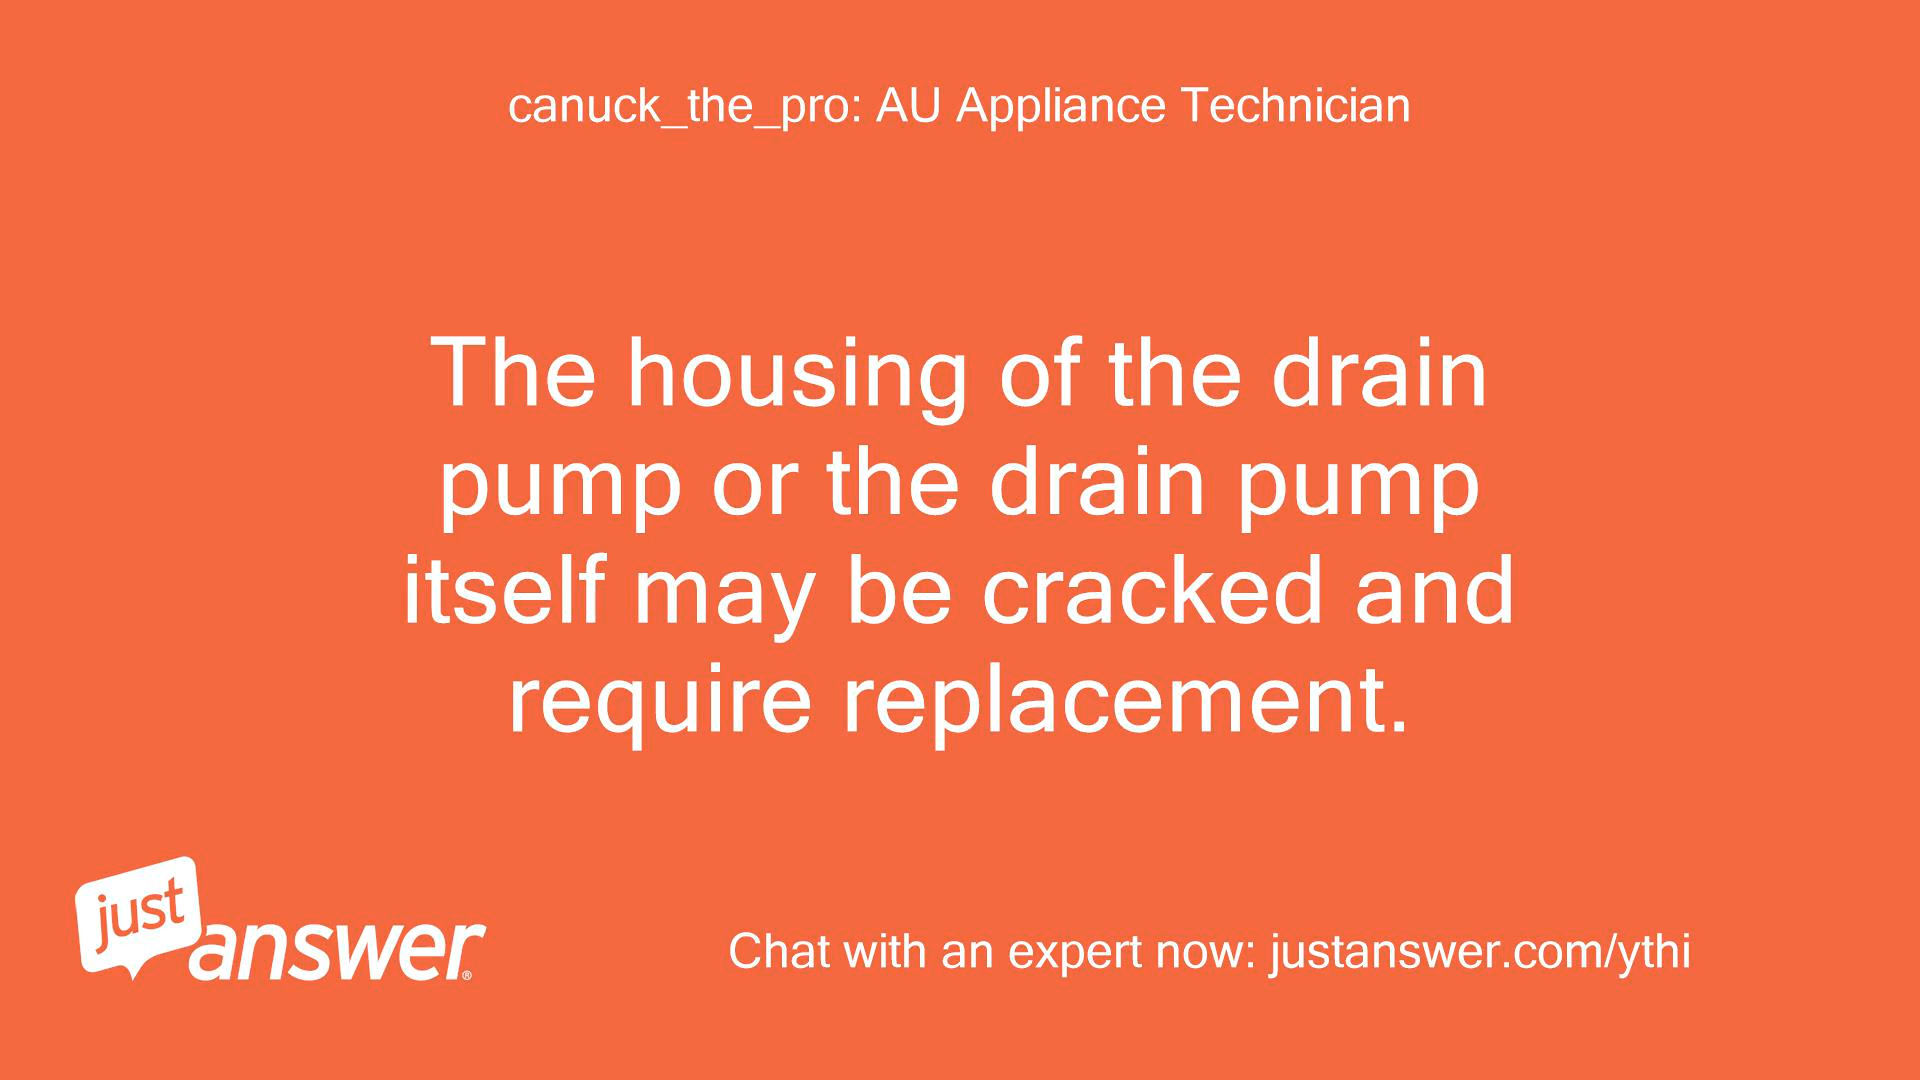 canuck_the_pro: AU Appliance Technician
The housing of the drain
pump or the drain pump
itself may be cracked and
require replacement.
just
answer®
Chat with an expert now: justanswer.com/ythi